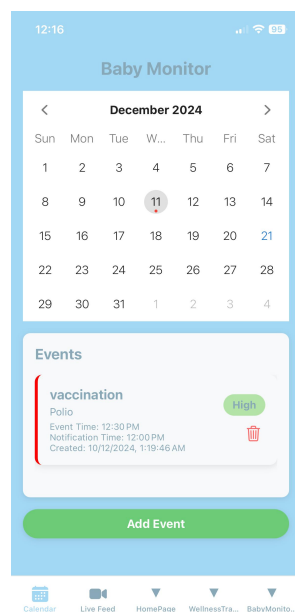 12:16
95
Baby Monitor
December 2024
Sun Mon Tue W... Thu Fri Sat
1 2 3 4 5 6 7
8 9 10 11 12 13 14
15 16 17 18 19 20 21
22 23 24 25 26 27 28
29 30 31 1 2 3 4
Events
vaccination
High
Polio
Event Time: 12:30 PM
Notification Time: 12:00 PM
Created: 10/12/2024, 1:19:46 AM
Add Event
Calendar Live Feed HomePage WellnessTra... BabyMonito...